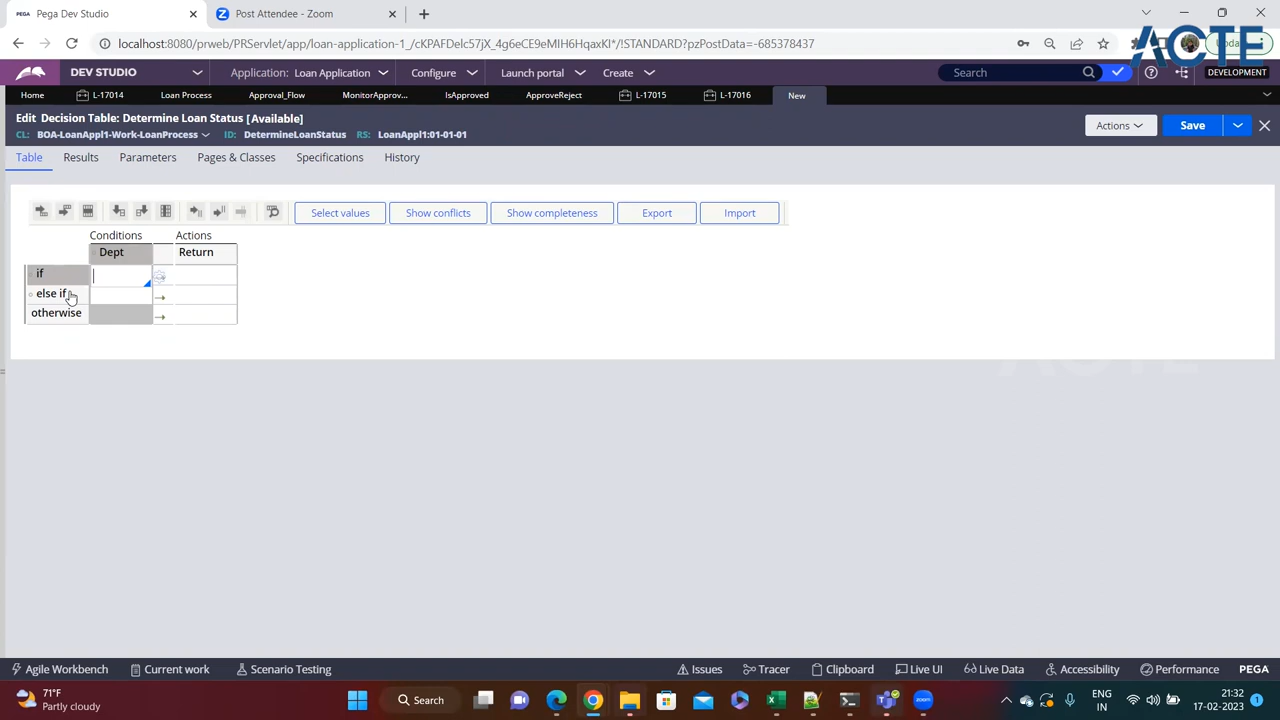 Pega Dev Studio
Post Attendee - Zoom
localhost:8080/prweb/PRServlet/app/loan-application-1_/
!STANDARD?pzPostData=-685378437
ACTE
DEV STUDIO
Application: Loan Application
Configure
Launch portal
Create
Search
DEVELOPMENT
Home
L-17014
Loan Process
Approval_Flow
MonitorApprov...
IsApproved
ApproveReject
L-17015
L-17016
New
Edit Decision Table: Determine Loan Status [Available]
CL: BOA-LoanAppl1-Work-LoanProcess
ID: DetermineLoanStatus
RS: LoanAppl1:01-01-01
Actions
Save
Table
Results
Parameters
Pages & Classes
Specifications
History
Select values
Show conflicts
Show completeness
Export
Import
Conditions
Actions
Dept
Return
if
else if
otherwise
Agile Workbench
Current work
Scenario Testing
Issues
Tracer
Clipboard
Live UI
Live Data
Accessibility
Performance
PEGA
71°F
Partly cloudy
Search
ENG
IN
21:32
17-02-2023